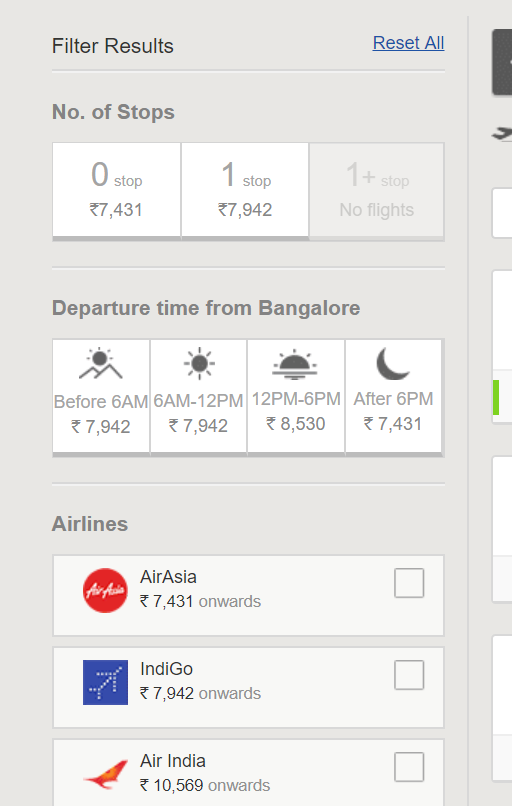 Filter Results
Reset All
No. of Stops
0 stop
₹7,431
1 stop
₹7,942
1+ stop
No flights
Departure time from Bangalore
Before 6AM
₹ 7,942
6AM-12PM
₹ 7,942
12PM-6PM
₹ 8,530
After 6PM
₹ 7,431
Airlines
AirAsia
AirAsia
₹ 7,431 onwards
IndiGo
₹ 7,942 onwards
Air India
₹ 10,569 onwards